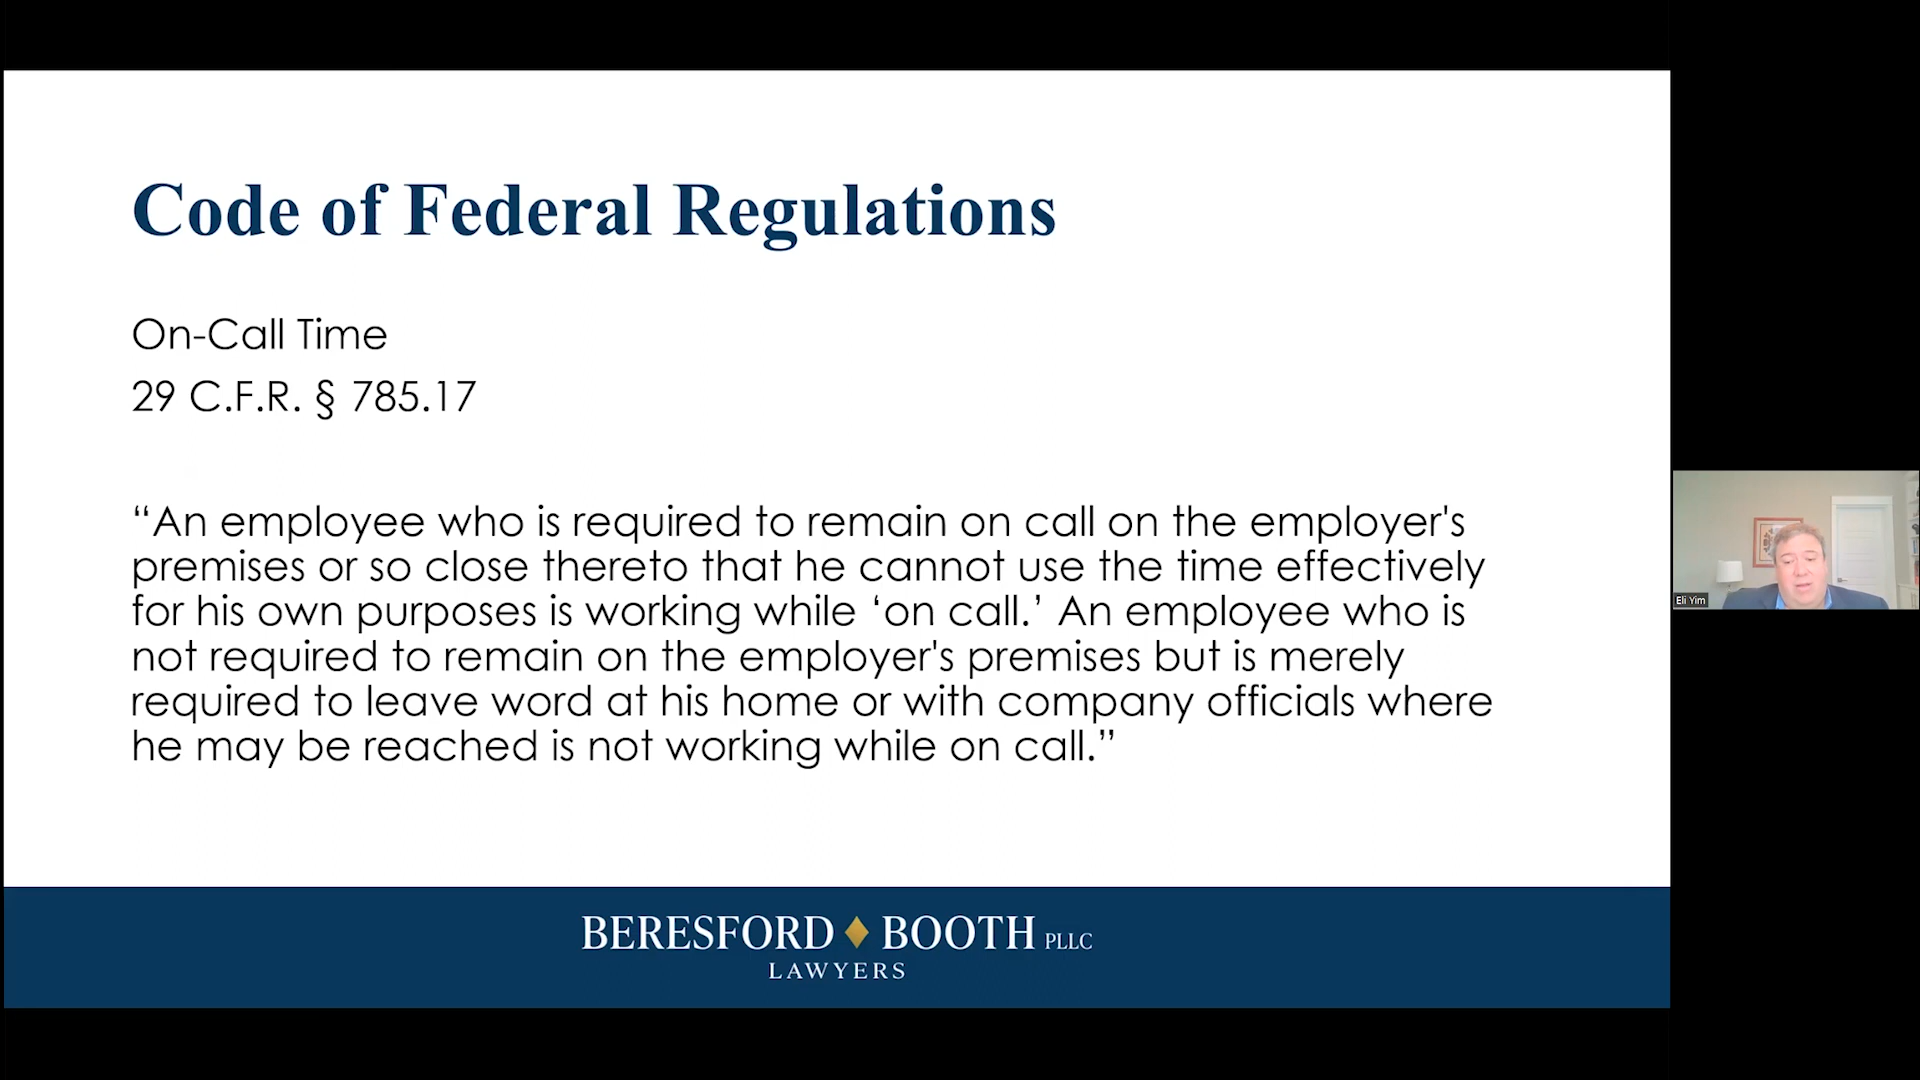 Code of Federal Regulations
On-Call Time
29 C.F.R. § 785.17
“An employee who is required to remain on call on the employer's
premises or so close thereto that he cannot use the time effectively
for his own purposes is working while ‘on call.’ An employee who is
not required to remain on the employer's premises but is merely
required to leave word at his home or with company officials where
he may be reached is not working while on call.”
Eli Yim
BERESFORD BOOTH PLLC
LAWYERS